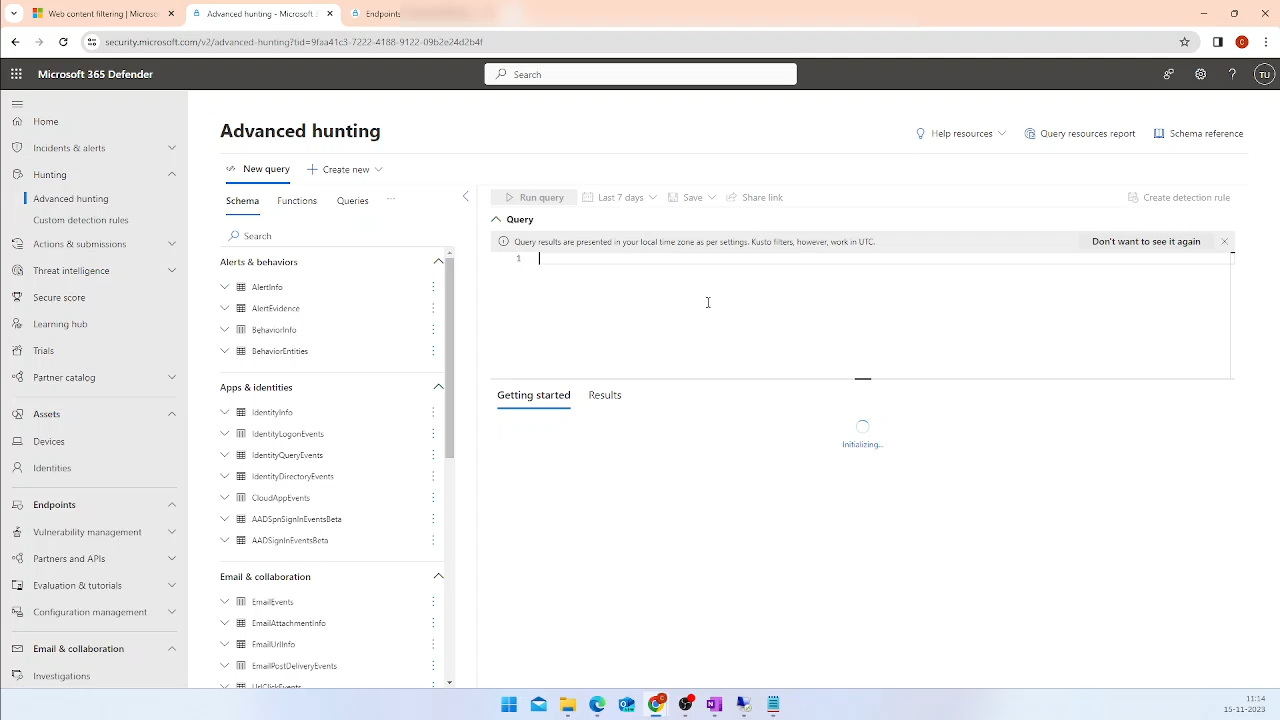 Web content filtering | Microsoft
Advanced hunting - Microsoft
Endpoints
security.microsoft.com/v2/advanced-hunting?tid=9faa41c3-7222-4188-9122-09b2e24d2b4f
C
Microsoft 365 Defender
Search
TU
Home
Incidents & alerts
Hunting
Advanced hunting
Custom detection rules
Actions & submissions
Threat intelligence
Secure score
Learning hub
Trials
Partner catalog
Assets
Devices
Identities
Endpoints
Vulnerability management
Partners and APIs
Evaluation & tutorials
Configuration management
Email & collaboration
Investigations
Advanced hunting
Help resources
Query resources report
Schema reference
New query
Create new
Schema
Functions
Queries
Search
Alerts & behaviors
AlertInfo
AlertEvidence
BehaviorInfo
BehaviorEntities
Apps & identities
IdentityInfo
IdentityLogonEvents
IdentityQueryEvents
IdentityDirectoryEvents
CloudAppEvents
AADSpnSignInEventsBeta
AADSignInEventsBeta
Email & collaboration
EmailEvents
EmailAttachmentInfo
EmailUrlInfo
EmailPostDeliveryEvents
UrlClickEvents
Run query
Last 7 days
Save
Share link
Create detection rule
Query
Query results are presented in your local time zone as per settings. Kusto filters, however, work in UTC.
Don't want to see it again
1
Getting started
Results
Initializing...
11:14
15-11-2023